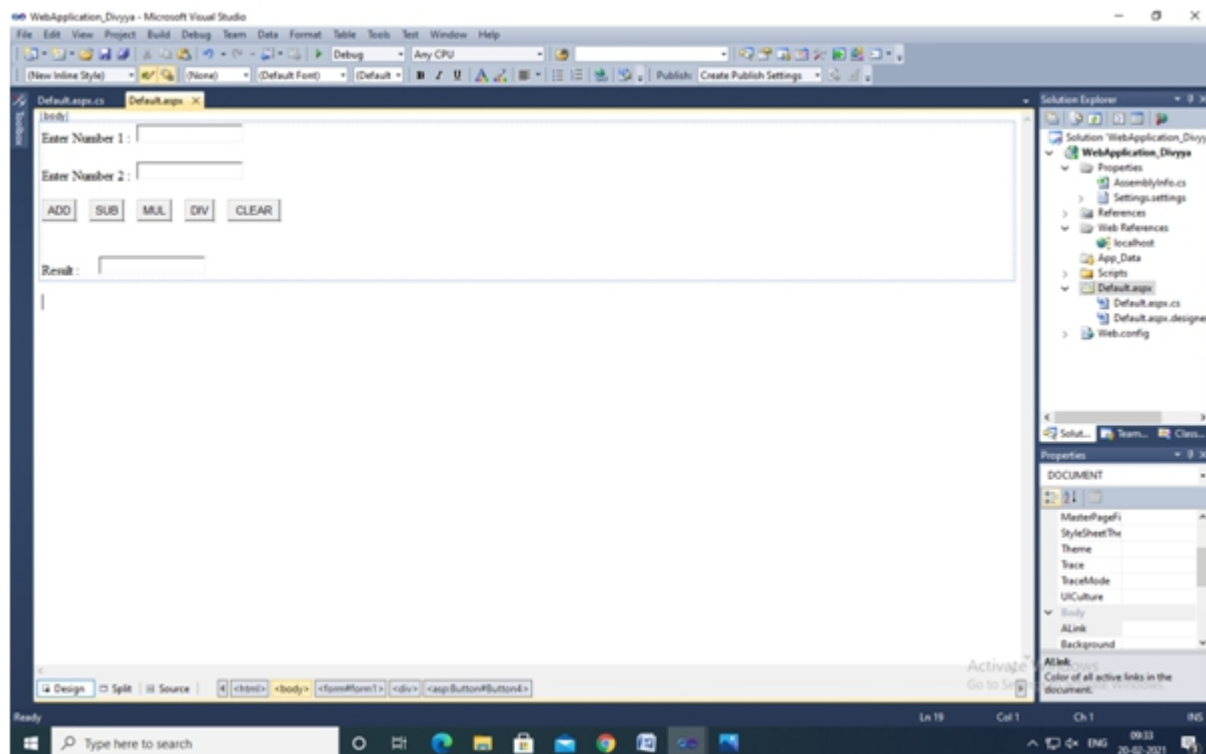 WebApplication_Divyya - Microsoft Visual Studio
File Edit View Project Build Debug Team Data Format Table Tools Test Window Help
Debug Any CPU
(New Inline Style) (None) (Default Font) (Default B I U A Publish: Create Publish Settings
Toolbox
Default.aspx.cs Default.aspx
[body]
Enter Number 1 :
Enter Number 2 :
ADD SUB MUL DIV CLEAR
Result :
Solution Explorer
Solution 'WebApplication_Divyy
WebApplication_Divyya
Properties
AssemblyInfo.cs
Settings.settings
References
Web References
localhost
App_Data
Scripts
Default.aspx
Default.aspx.cs
Default.aspx.designe
Web.config
Solut... Team... Class...
Properties
DOCUMENT
MasterPageFi
StyleSheetThe
Theme
Trace
TraceMode
UICulture
Body
ALink
Background
ALink
Color of all active links in the
document.
Activate Windows
Go to Se
Design Split Source <html> <body> <form#form1> <div> <asp:Button#Button4>
Ready Ln 19 Col 1 Ch 1 INS
Type here to search
ENG 09:33
20-02-2021